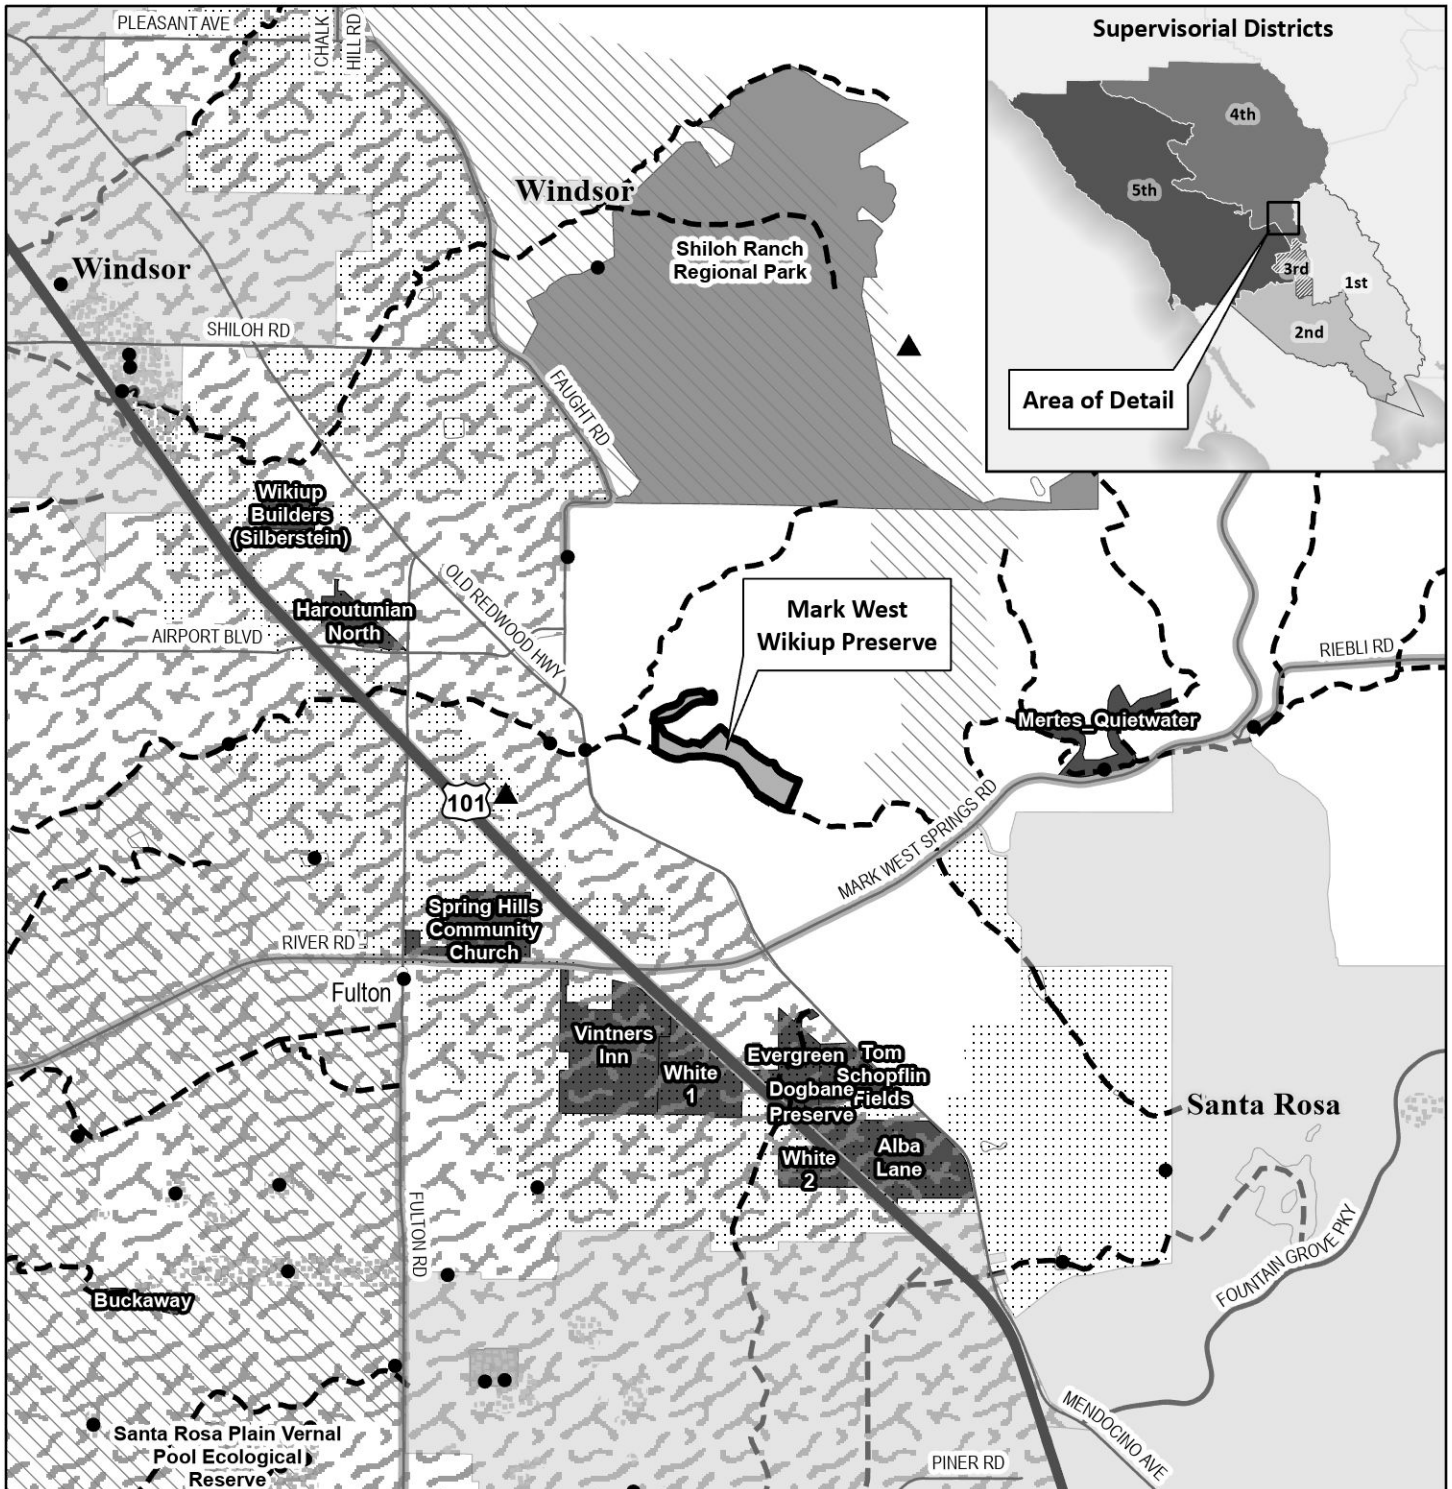 PLEASANT AVE
CHALK
HILL RD
Supervisorial Districts
4th
5th
3rd
1st
2nd
Area of Detail
Windsor
Shiloh Ranch
Regional Park
Windsor
SHILOH RD
FAUGHT RD
Wikiup
Builders
(Silberstein)
OLD REDWOOD HWY
Haroutunian
North
AIRPORT BLVD
Mark West
Wikiup Preserve
RIEBLI RD
Mertes_Quietwater
101
MARK WEST SPRINGS RD
Spring Hills
Community
Church
RIVER RD
Fulton
Vintners
Inn
White
1
Evergreen
Tom
Schopflin
Fields
Dogbane
Preserve
Alba
Lane
White
2
Santa Rosa
FULTON RD
FOUNTAIN GROVE PKY
Buckaway
MENDOCINO AVE
Santa Rosa Plain Vernal
Pool Ecological
Reserve
PINER RD